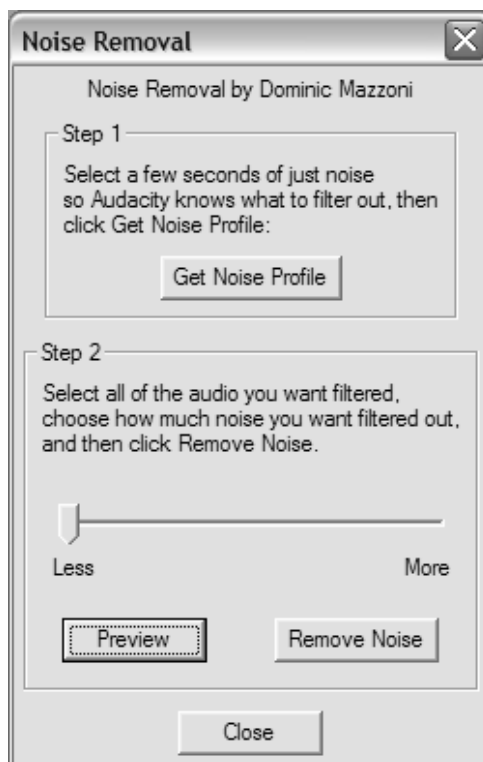 Noise Removal
Noise Removal by Dominic Mazzoni
Step 1
Select a few seconds of just noise
so Audacity knows what to filter out, then
click Get Noise Profile:
Get Noise Profile
Step 2
Select all of the audio you want filtered,
choose how much noise you want filtered out,
and then click Remove Noise.
Less More
Preview Remove Noise
Close